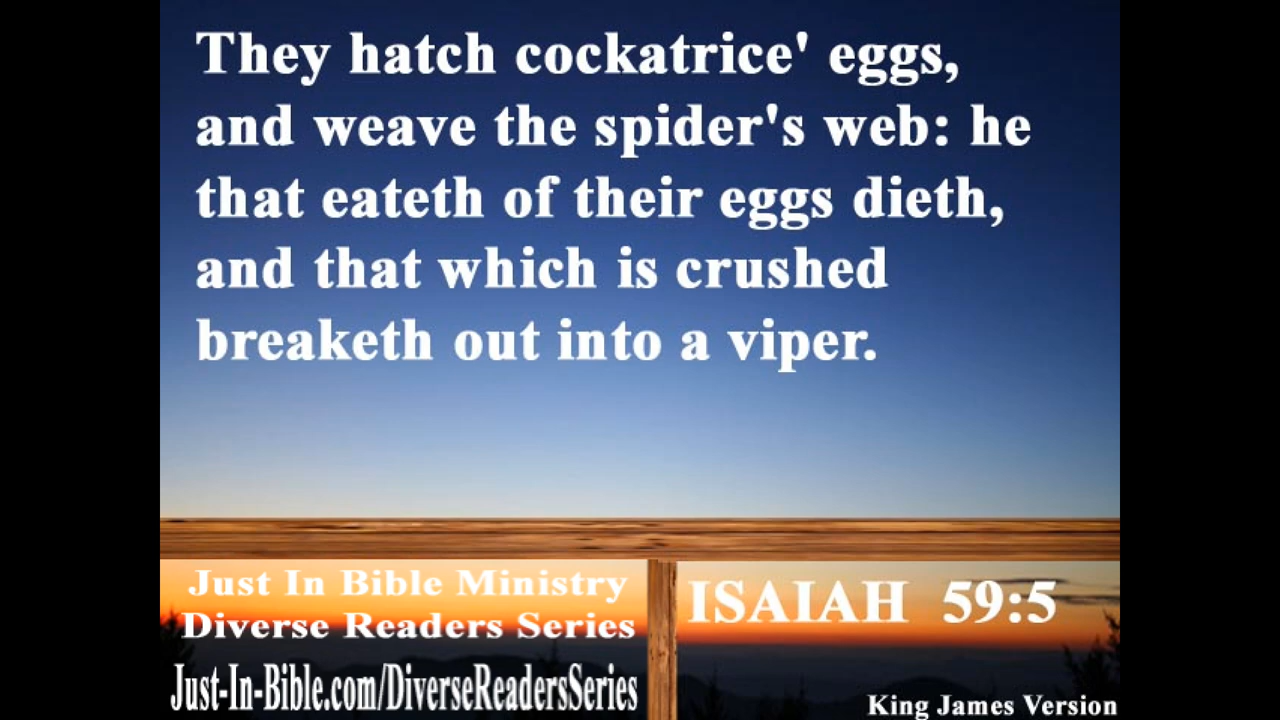 They hatch cockatrice' eggs,
and weave the spider's web: he
that eateth of their eggs dieth,
and that which is crushed
breaketh out into a viper.
Just In Bible Ministry
Diverse Readers Series
Just-In-Bible.com/DiverseReadersSeries
ISAIAH 59:5
King James Version